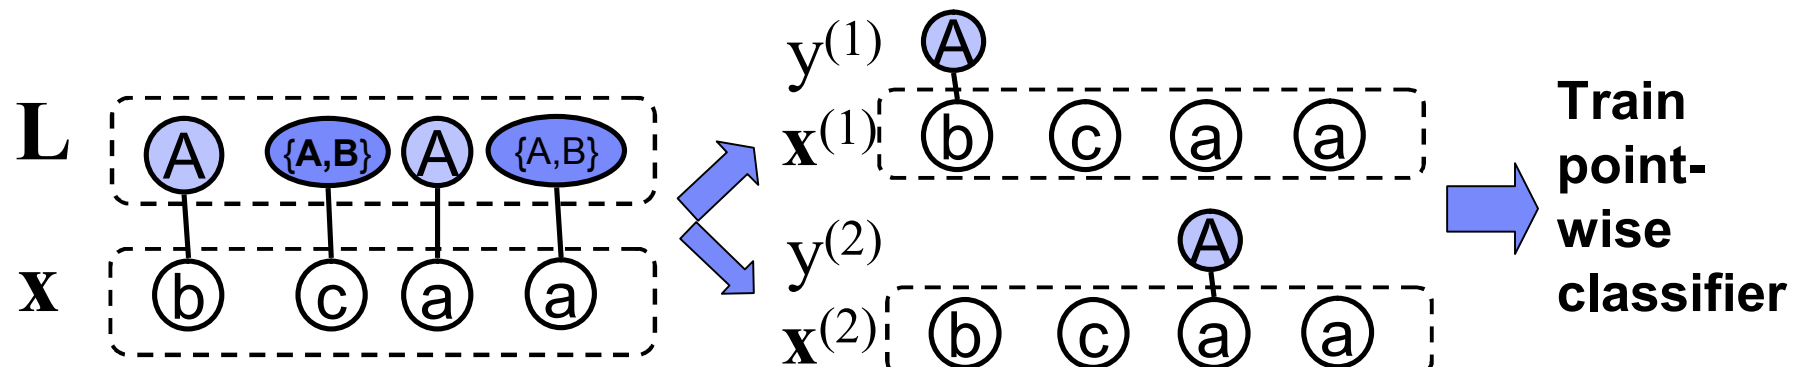 L A {A,B} A {A,B}
x b c a a
y(1) A
x(1) b c a a
y(2) A
x(2) b c a a
Train
point-
wise
classifier